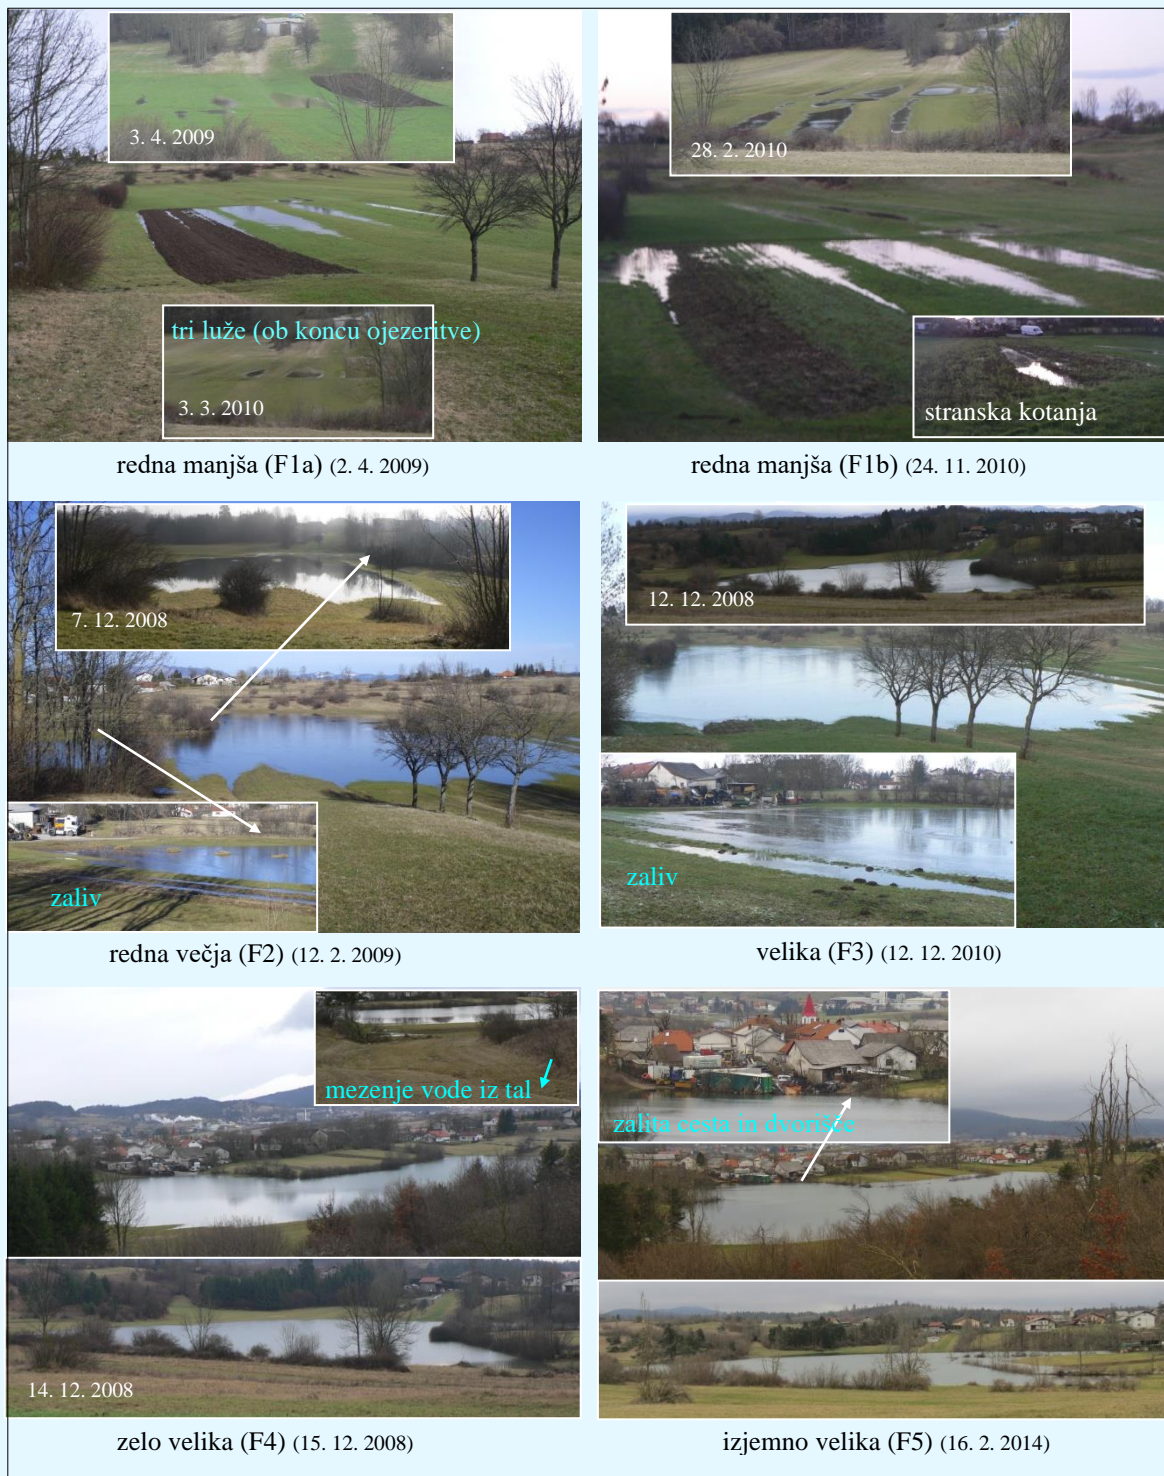 3. 4. 2009
28. 2. 2010
tri luže (ob koncu ojezeritve)
3. 3. 2010
stranska kotanja
redna manjša (F1a) (2. 4. 2009)
redna manjša (F1b) (24. 11. 2010)
7. 12. 2008
12. 12. 2008
zaliv
zaliv
redna večja (F2) (12. 2. 2009)
velika (F3) (12. 12. 2010)
mezenje vode iz tal
zalita cesta in dvorišče
14. 12. 2008
zelo velika (F4) (15. 12. 2008)
izjemno velika (F5) (16. 2. 2014)